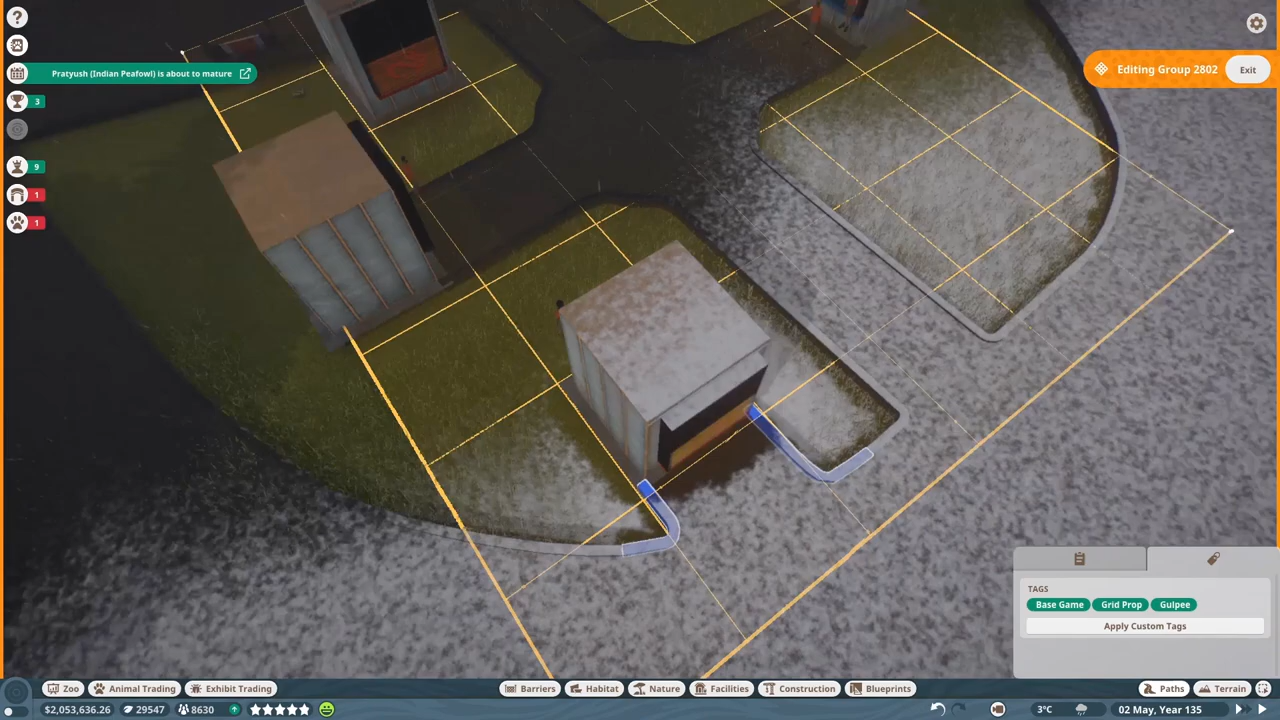 ?
Pratyush (Indian Peafowl) is about to mature
3
9
1
1
Editing Group 2802
Exit
TAGS
Base Game
Grid Prop
Gulpee
Apply Custom Tags
Zoo
Animal Trading
Exhibit Trading
Barriers
Habitat
Nature
Facilities
Construction
Blueprints
Paths
Terrain
$2,053,636.26
29547
8630
3°C
02 May, Year 135